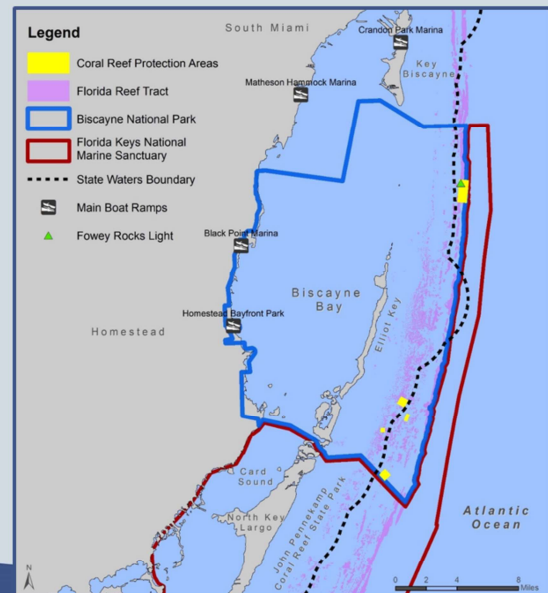 Legend
Coral Reef Protection Areas
Florida Reef Tract
Biscayne National Park
Florida Keys National
Marine Sanctuary
State Waters Boundary
Main Boat Ramps
Fowey Rocks Light
South Miami
Crandon Park Marina
Key
Biscayne
Matheson Hammock Marina
Black Point Marina
Biscayne
Bay
Homestead Bayfront Park
Homestead
Elliot Key
Card
Sound
North Key
Largo
John Pennekamp
Coral Reef State Park
Atlantic
Ocean
N
0 2 4 8
Miles